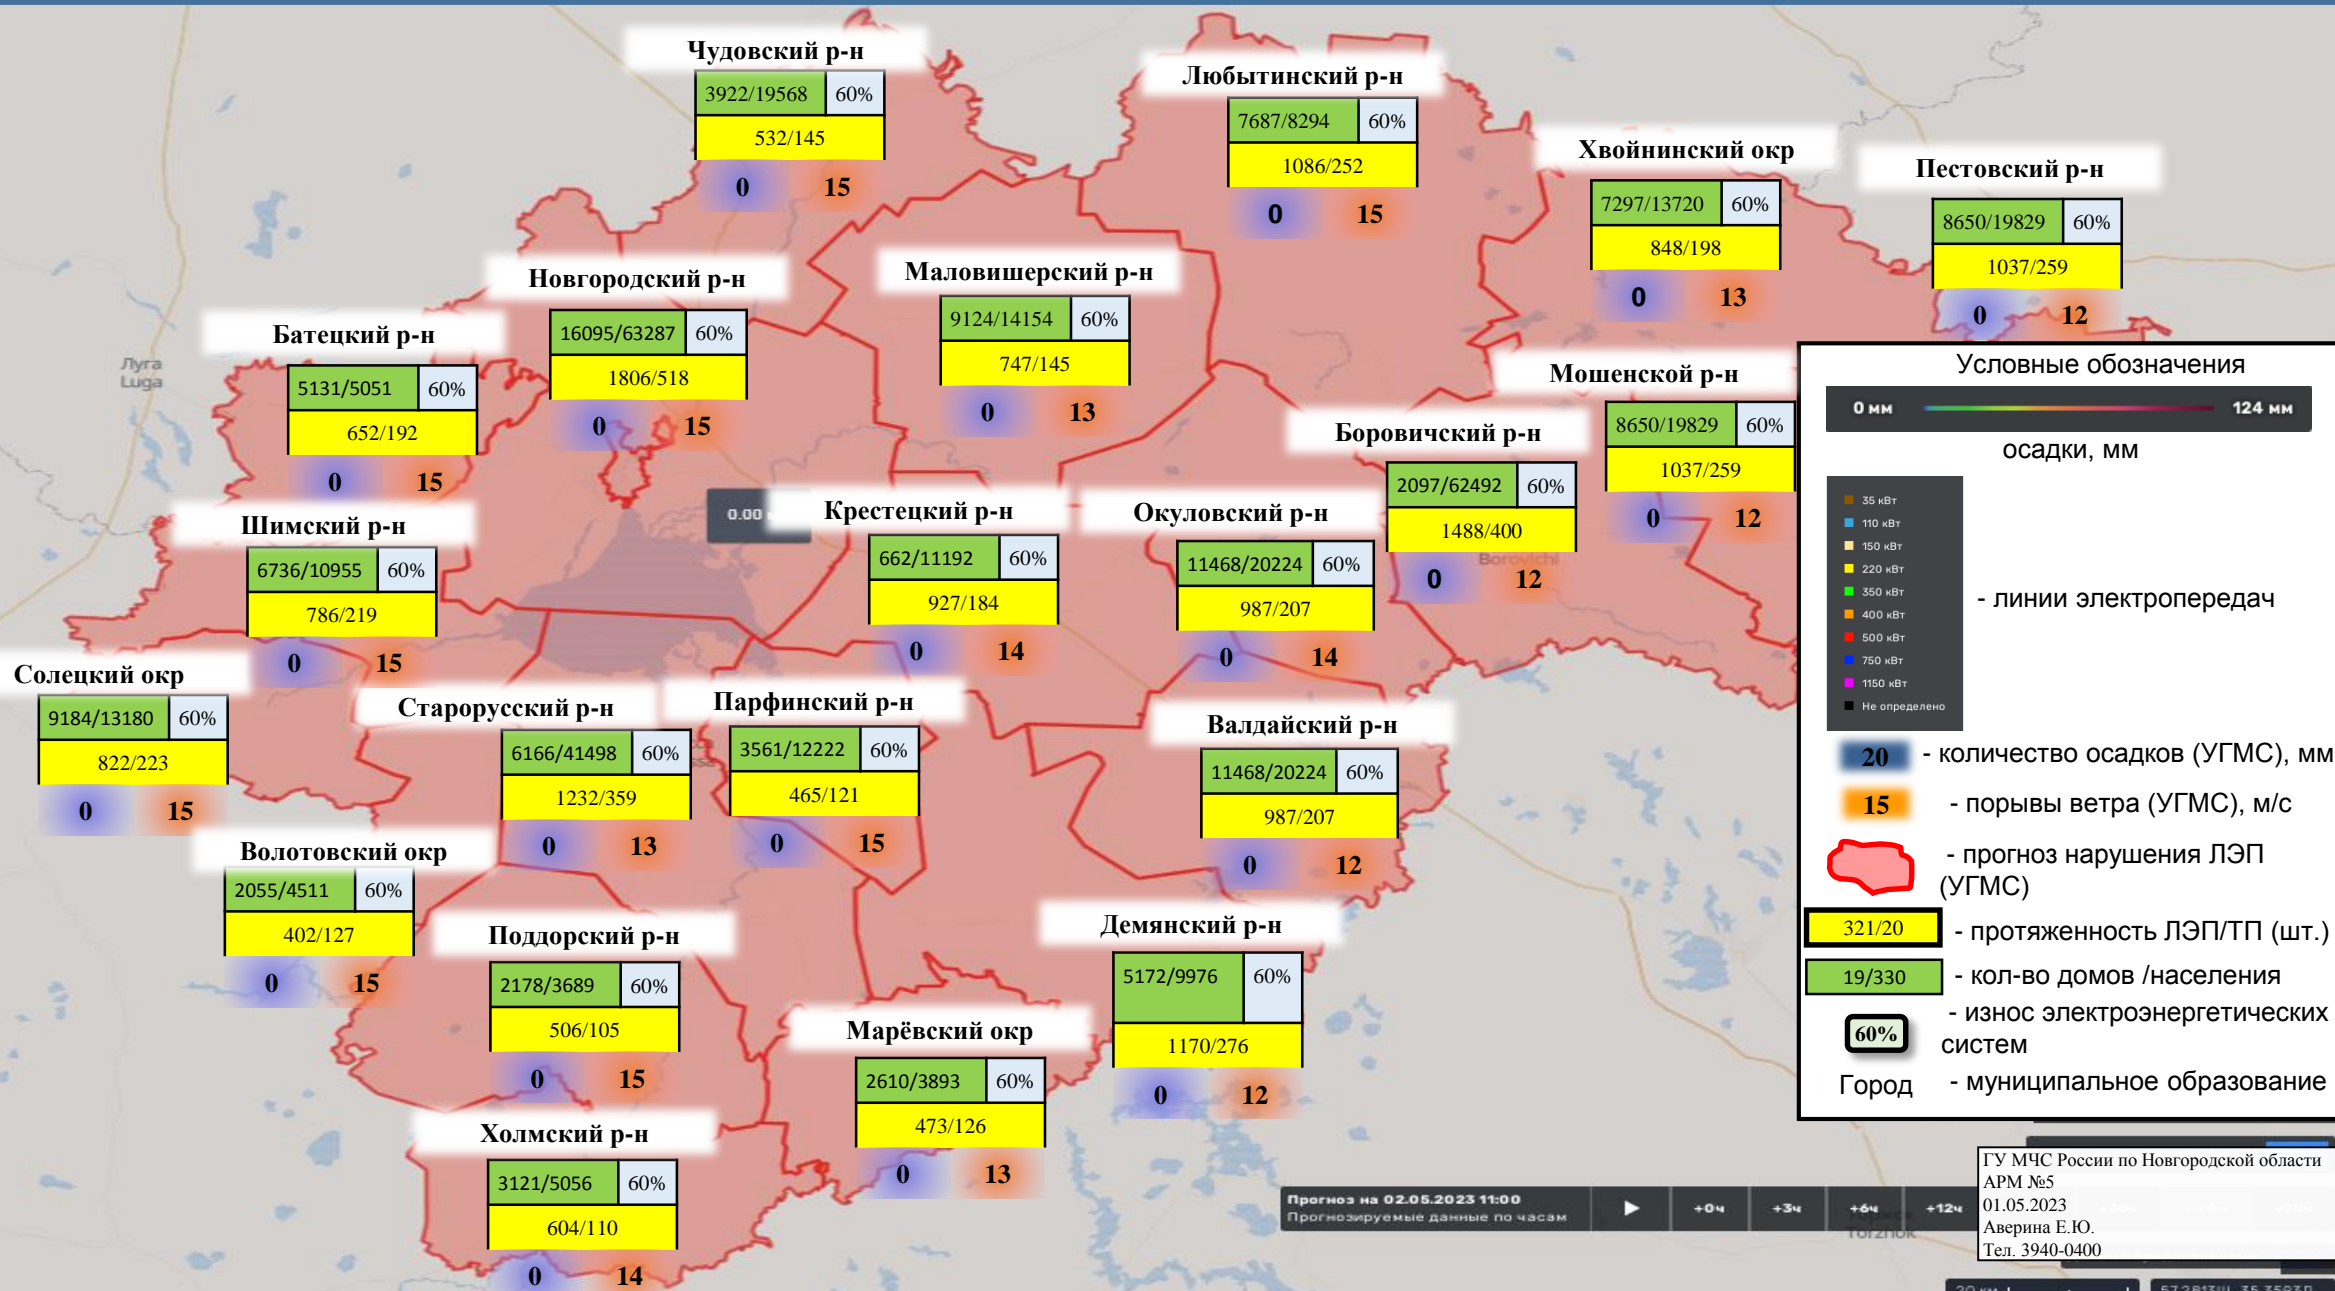 Чудовский р-н
3922/19568 60%
532/145
0 15
Любытинский р-н
7687/8294 60%
1086/252
0 15
Хвойнинский окр
7297/13720 60%
848/198
0 13
Пестовский р-н
8650/19829 60%
1037/259
0 12
Новгородский р-н
16095/63287 60%
1806/518
0 15
Маловишерский р-н
9124/14154 60%
747/145
0 13
Батецкий р-н
5131/5051 60%
652/192
0 15
Луга
Luga
Мошенской р-н
8650/19829 60%
1037/259
0 12
Боровичский р-н
2097/62492 60%
1488/400
Borovichi
0 12
Шимский р-н
6736/10955 60%
786/219
0 15
0.00
Крестецкий р-н
662/11192 60%
927/184
0 14
Окуловский р-н
11468/20224 60%
987/207
0 14
Солецкий окр
9184/13180 60%
822/223
0 15
Старорусский р-н
6166/41498 60%
1232/359
0 13
Парфинский р-н
3561/12222 60%
465/121
0 15
Валдайский р-н
11468/20224 60%
987/207
0 12
Волотовский окр
2055/4511 60%
402/127
0 15
Поддорский р-н
2178/3689 60%
506/105
0 15
Демянский р-н
5172/9976 60%
1170/276
0 12
Марёвский окр
2610/3893 60%
473/126
0 13
Холмский р-н
3121/5056 60%
604/110
0 14
Условные обозначения
0 мм 124 мм
осадки, мм
35 кВт
110 кВт
150 кВт
220 кВт
350 кВт
400 кВт
500 кВт
750 кВт
1150 кВт
Не определено
- линии электропередач
20 - количество осадков (УГМС), мм
15 - порывы ветра (УГМС), м/с
- прогноз нарушения ЛЭП
(УГМС)
321/20 - протяженность ЛЭП/ТП (шт.)
19/330 - кол-во домов /населения
60% - износ электроэнергетических
систем
Город - муниципальное образование
Прогноз на 02.05.2023 11:00
Прогнозируемые данные по часам
+0ч +3ч +6ч +12ч
Torzhok
ГУ МЧС России по Новгородской области
АРМ №5
01.05.2023
Аверина Е.Ю.
Тел. 3940-0400